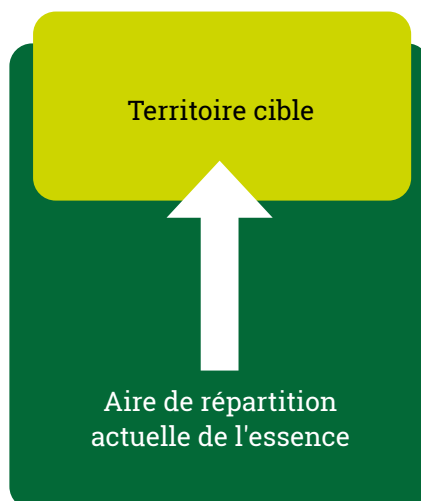 Territoire cible
Aire de répartition
actuelle de l'essence